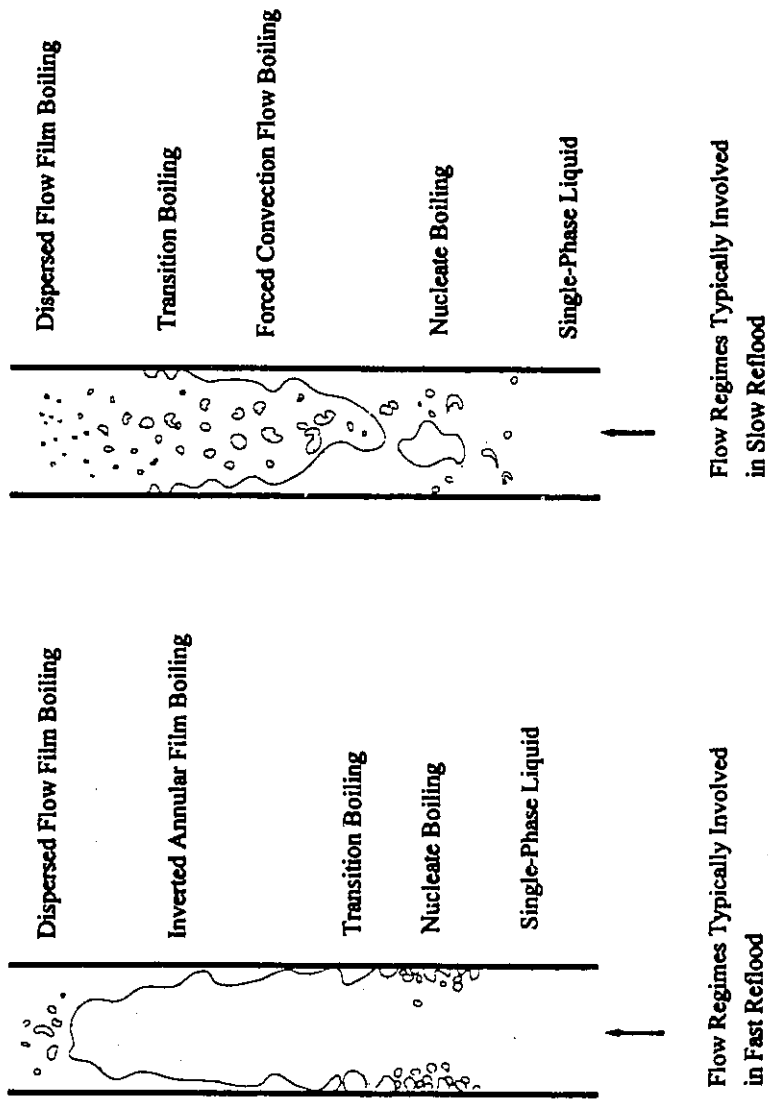 Dispersed Flow Film Boiling
Inverted Annular Film Boiling
Transition Boiling
Nucleate Boiling
Single-Phase Liquid
Flow Regimes Typically Involved
in Fast Reflood
Dispersed Flow Film Boiling
Transition Boiling
Forced Convection Flow Boiling
Nucleate Boiling
Single-Phase Liquid
Flow Regimes Typically Involved
in Slow Reflood